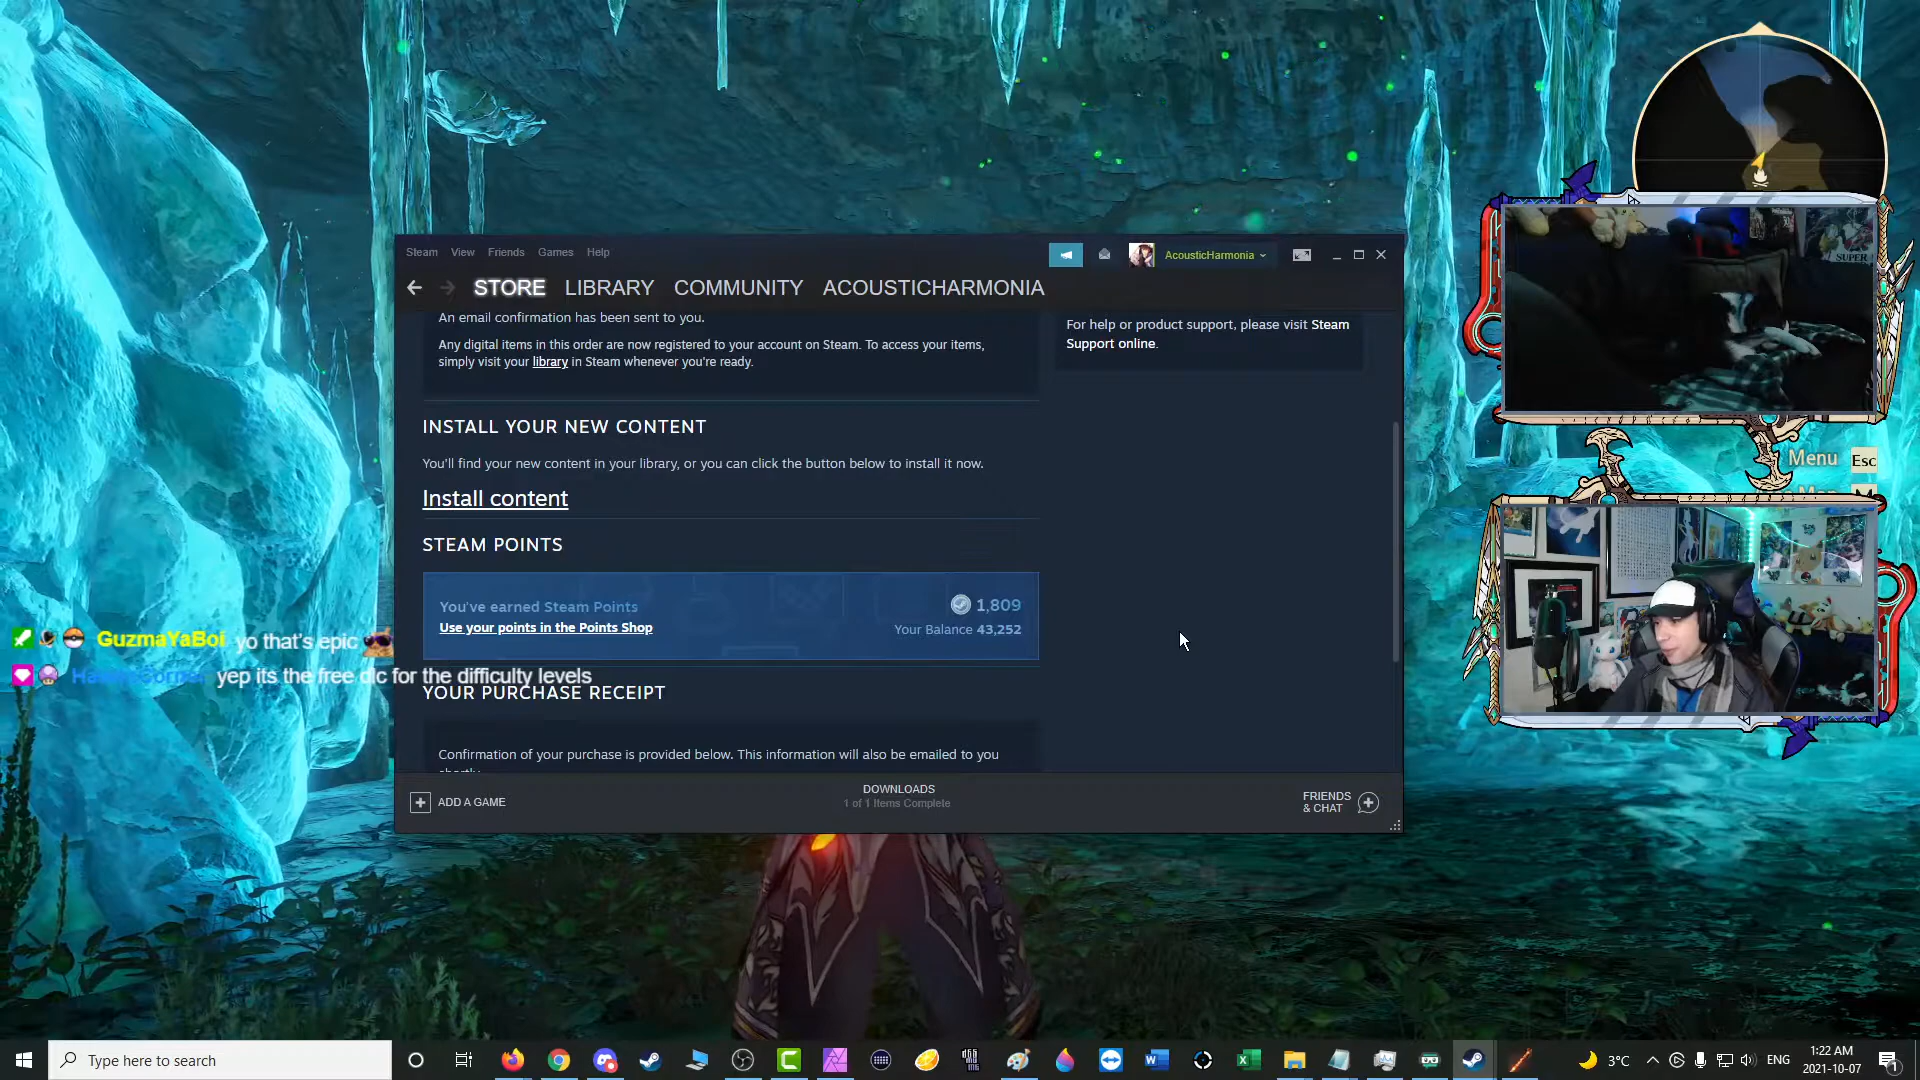 Steam View Friends Games Help
AcousticHarmonia
STORE LIBRARY COMMUNITY ACOUSTICHARMONIA
An email confirmation has been sent to you.
Any digital items in this order are now registered to your account on Steam. To access your items,
simply visit your library in Steam whenever you're ready.
For help or product support, please visit Steam
Support online.
INSTALL YOUR NEW CONTENT
You'll find your new content in your library, or you can click the button below to install it now.
Install content
STEAM POINTS
You've earned Steam Points
1,809
Use your points in the Points Shop
Your Balance 43,252
YOUR PURCHASE RECEIPT
Confirmation of your purchase is provided below. This information will also be emailed to you
ADD A GAME
DOWNLOADS
1 of 1 Items Complete
FRIENDS
& CHAT
GuzmaYaBoi yo that's epic
yep its the free dlc for the difficulty levels
SUPER
Menu Esc
Type here to search
3°C
ENG
1:22 AM
2021-10-07
1